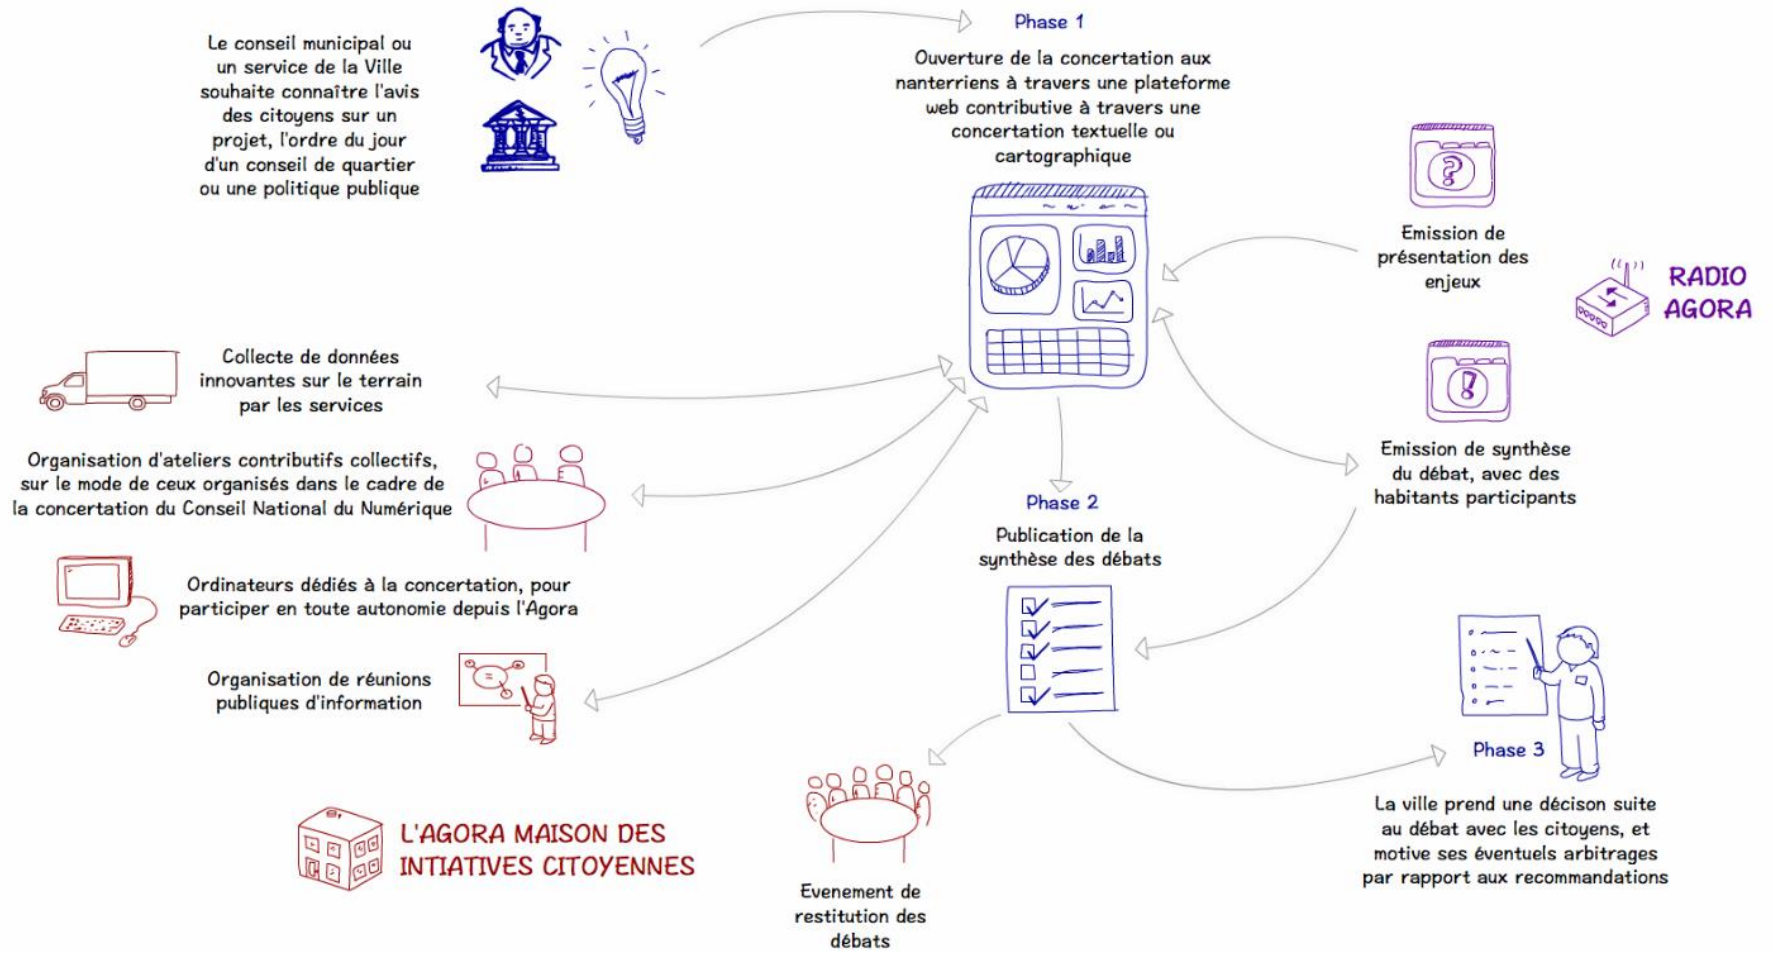 Le conseil municipal ou
un service de la Ville
souhaite connaître l'avis
des citoyens sur un
projet, l'ordre du jour
d'un conseil de quartier
ou une politique publique
Phase 1
Ouverture de la concertation aux
nanterriens à travers une plateforme
web contributive à travers une
concertation textuelle ou
cartographique
Emission de
présentation des
enjeux
RADIO
AGORA
Collecte de données
innovantes sur le terrain
par les services
Organisation d'ateliers contributifs collectifs,
sur le mode de ceux organisés dans le cadre de
la concertation du Conseil National du Numérique
Emission de synthèse
du débat, avec des
habitants participants
Phase 2
Publication de la
synthèse des débats
Ordinateurs dédiés à la concertation, pour
participer en toute autonomie depuis l'Agora
Organisation de réunions
publiques d'information
Phase 3
La ville prend une décison suite
au débat avec les citoyens, et
motive ses éventuels arbitrages
par rapport aux recommandations
L'AGORA MAISON DES
INTIATIVES CITOYENNES
Evenement de
restitution des
débats